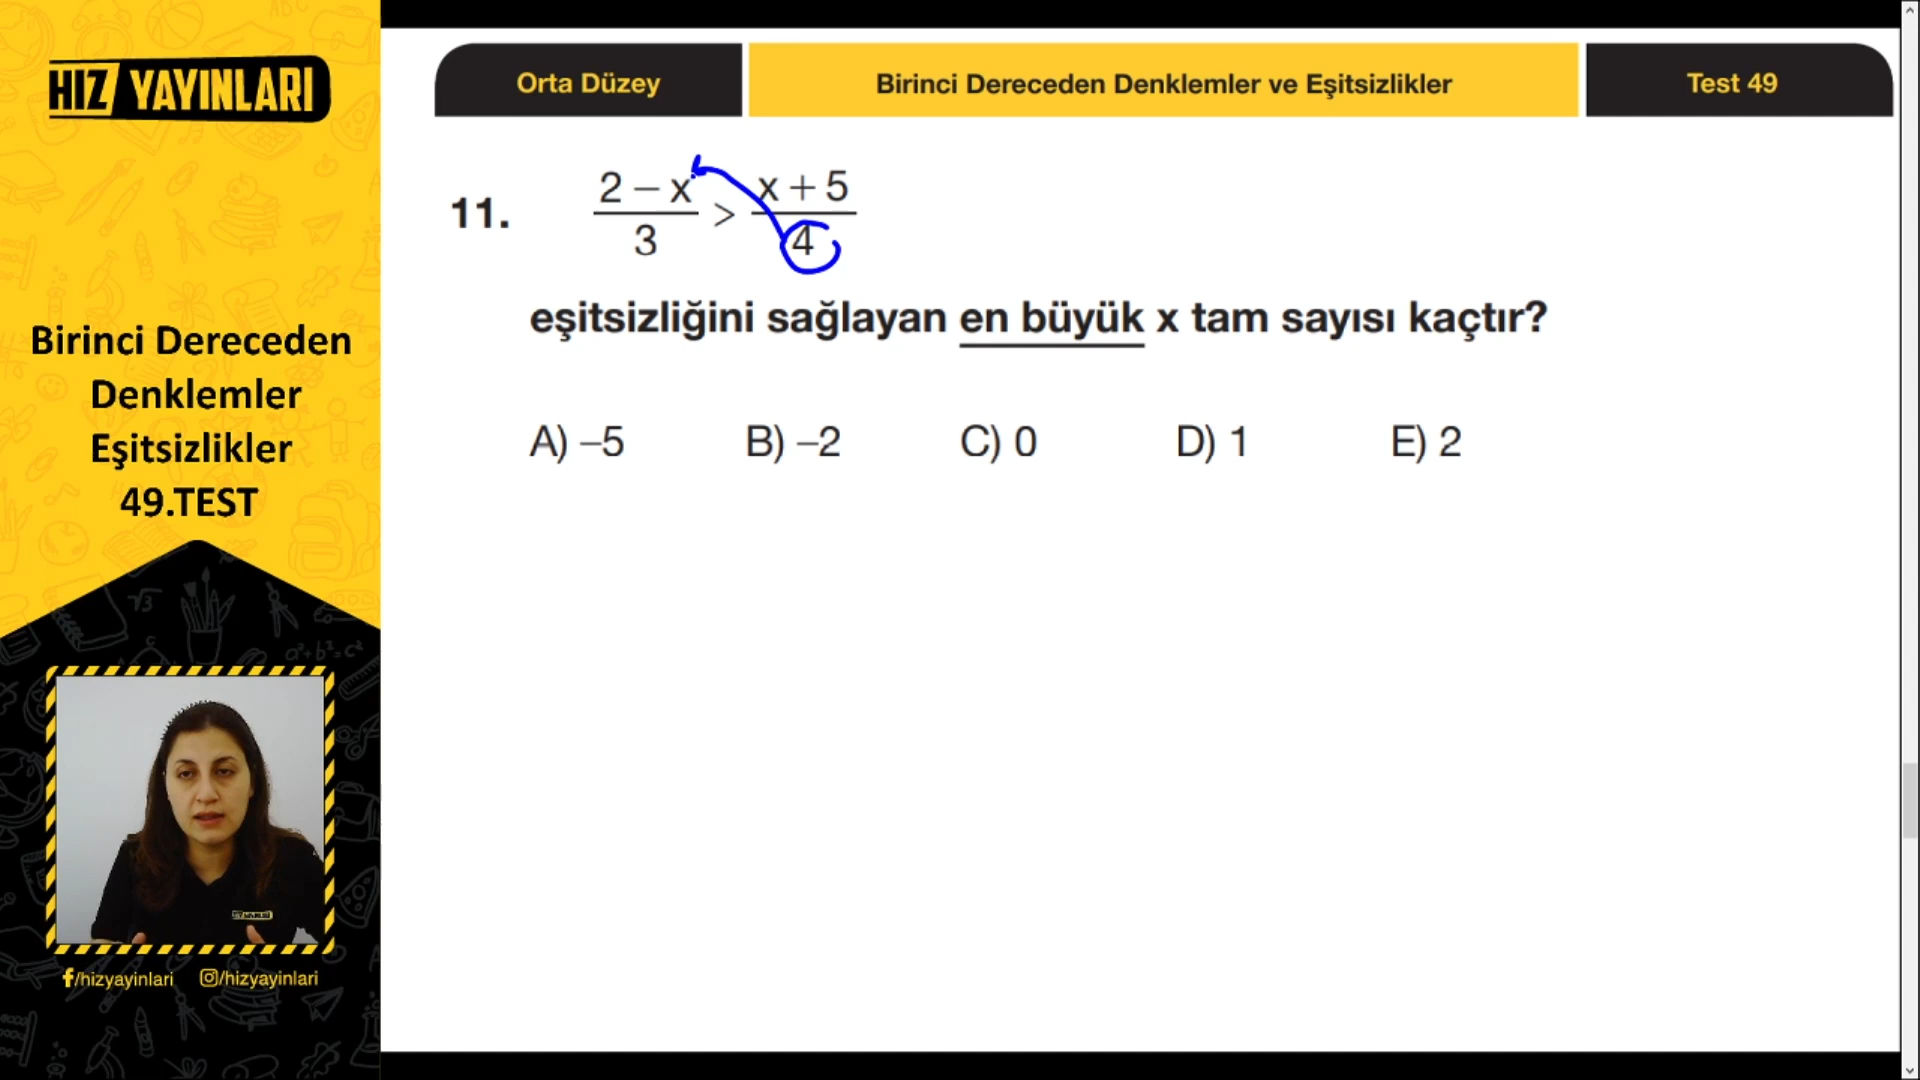 HIZ YAYINLARI
Birinci Dereceden
Denklemler
Eşitsizlikler
49.TEST
f/hizyayinlari /hizyayinlari
Orta Düzey
Birinci Dereceden Denklemler ve Eşitsizlikler
Test 49
11. (2 – x)/3 > (x + 5)/4
eşitsizliğini sağlayan en büyük x tam sayısı kaçtır?
A) –5 B) –2 C) 0 D) 1 E) 2